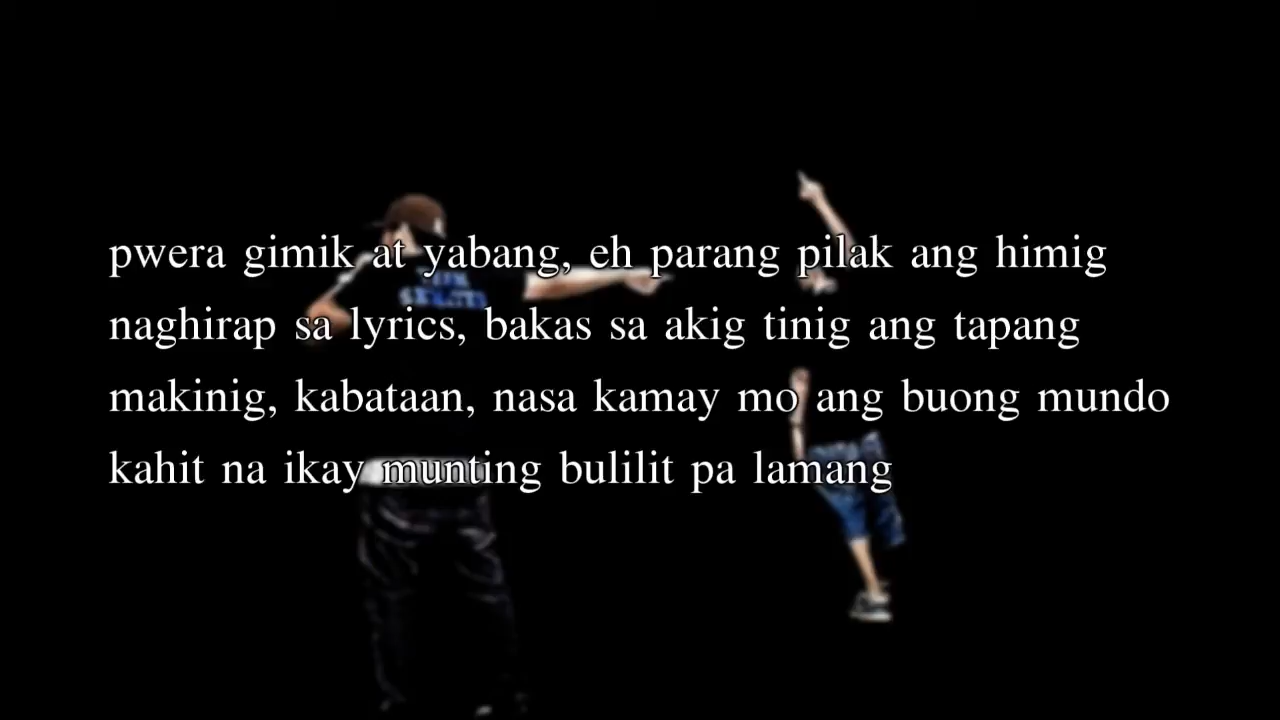 pwera gimik at yabang, eh parang pilak ang himig
naghirap sa lyrics, bakas sa akig tinig ang tapang
makinig, kabataan, nasa kamay mo ang buong mundo
kahit na ikay munting bulilit pa lamang